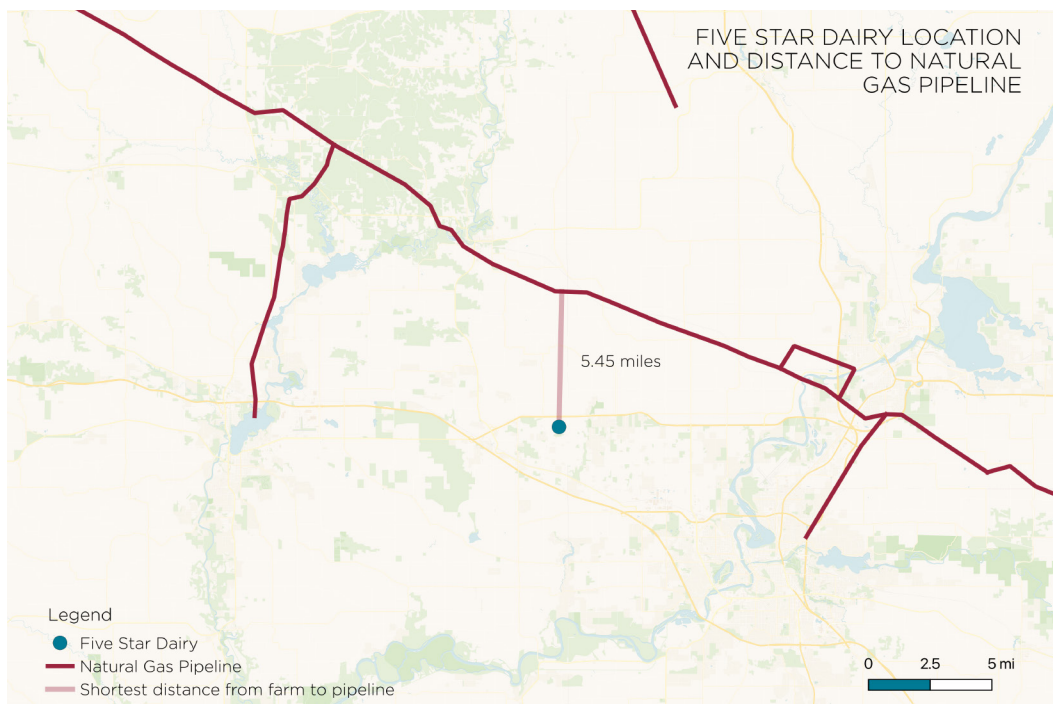 FIVE STAR DAIRY LOCATION
AND DISTANCE TO NATURAL
GAS PIPELINE
5.45 miles
Legend
Five Star Dairy
Natural Gas Pipeline
Shortest distance from farm to pipeline
0 2.5 5 mi